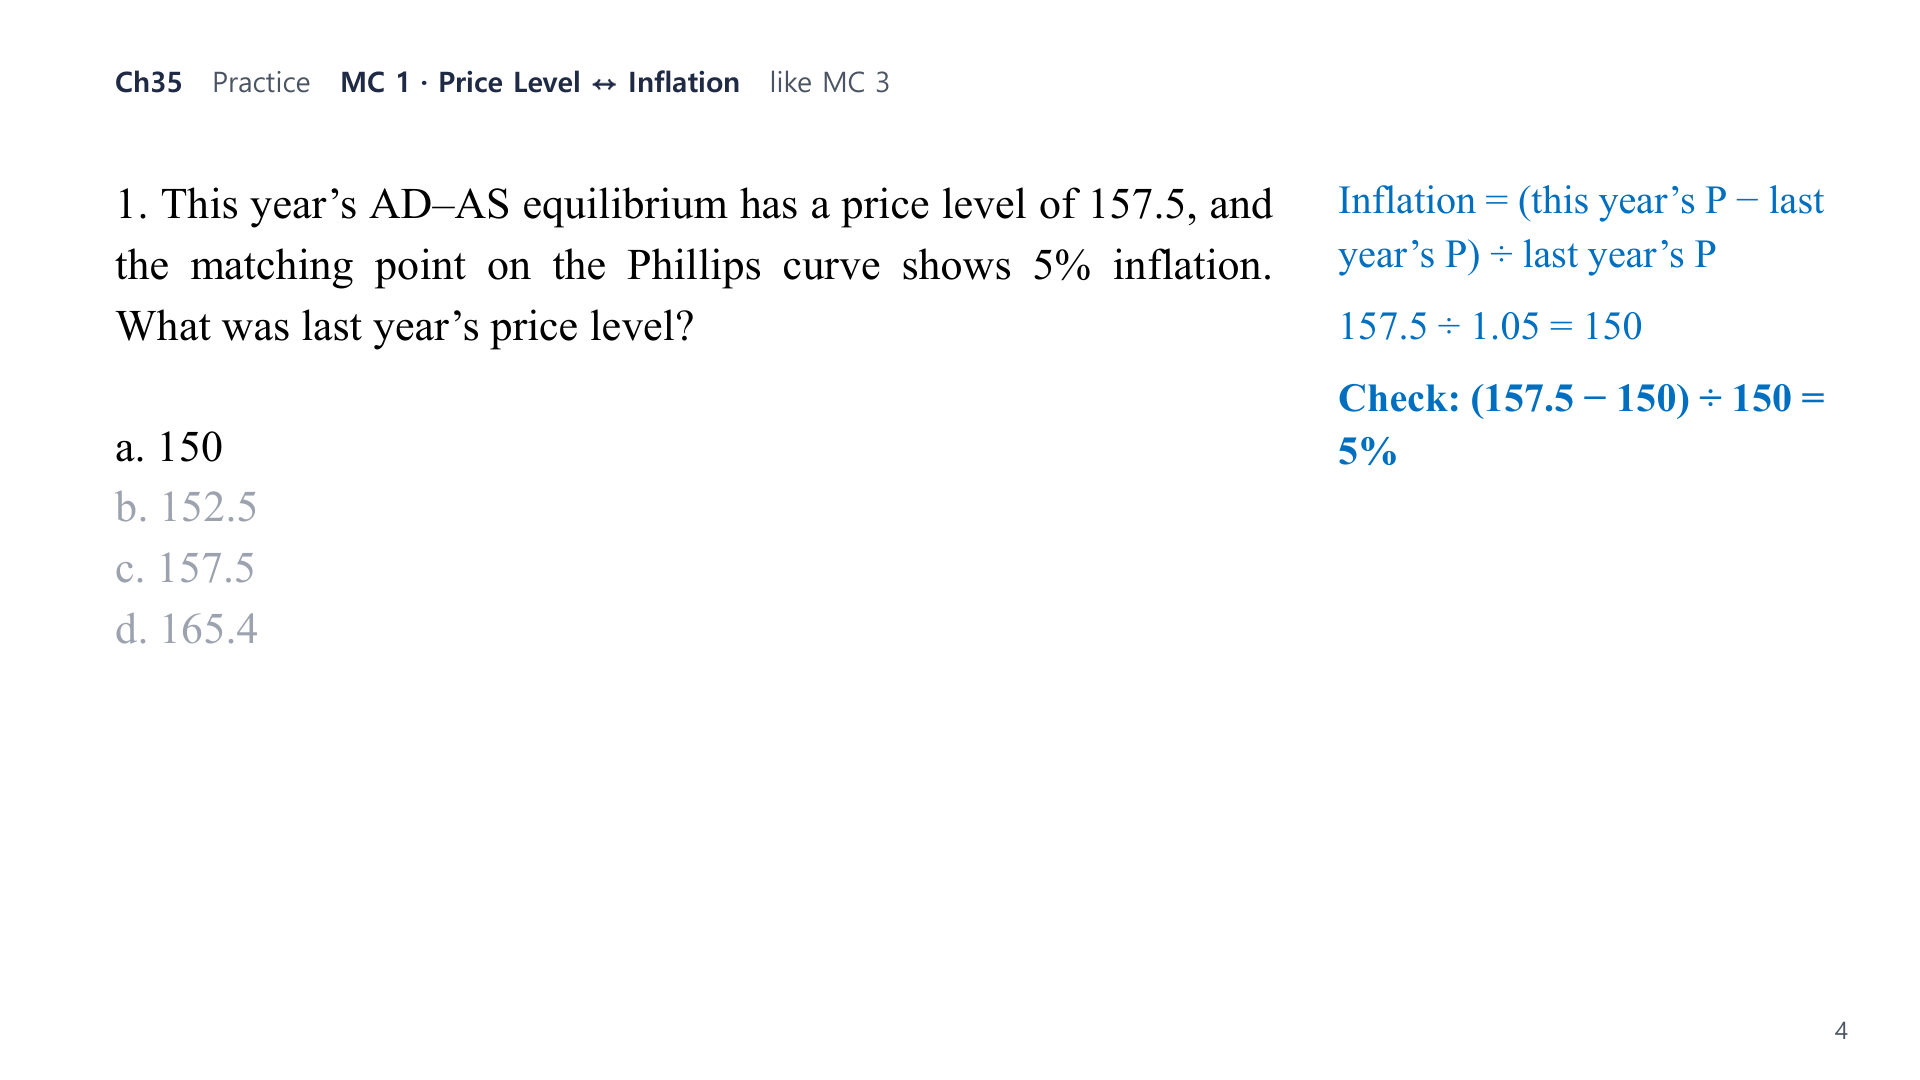 Ch35 Practice MC 1 · Price Level ↔ Inflation like MC 3
1. This year’s AD–AS equilibrium has a price level of 157.5, and
the matching point on the Phillips curve shows 5% inflation.
What was last year’s price level?
a. 150
b. 152.5
c. 157.5
d. 165.4
Inflation = (this year’s P − last
year’s P) ÷ last year’s P
157.5 ÷ 1.05 = 150
Check: (157.5 − 150) ÷ 150 =
5%
4